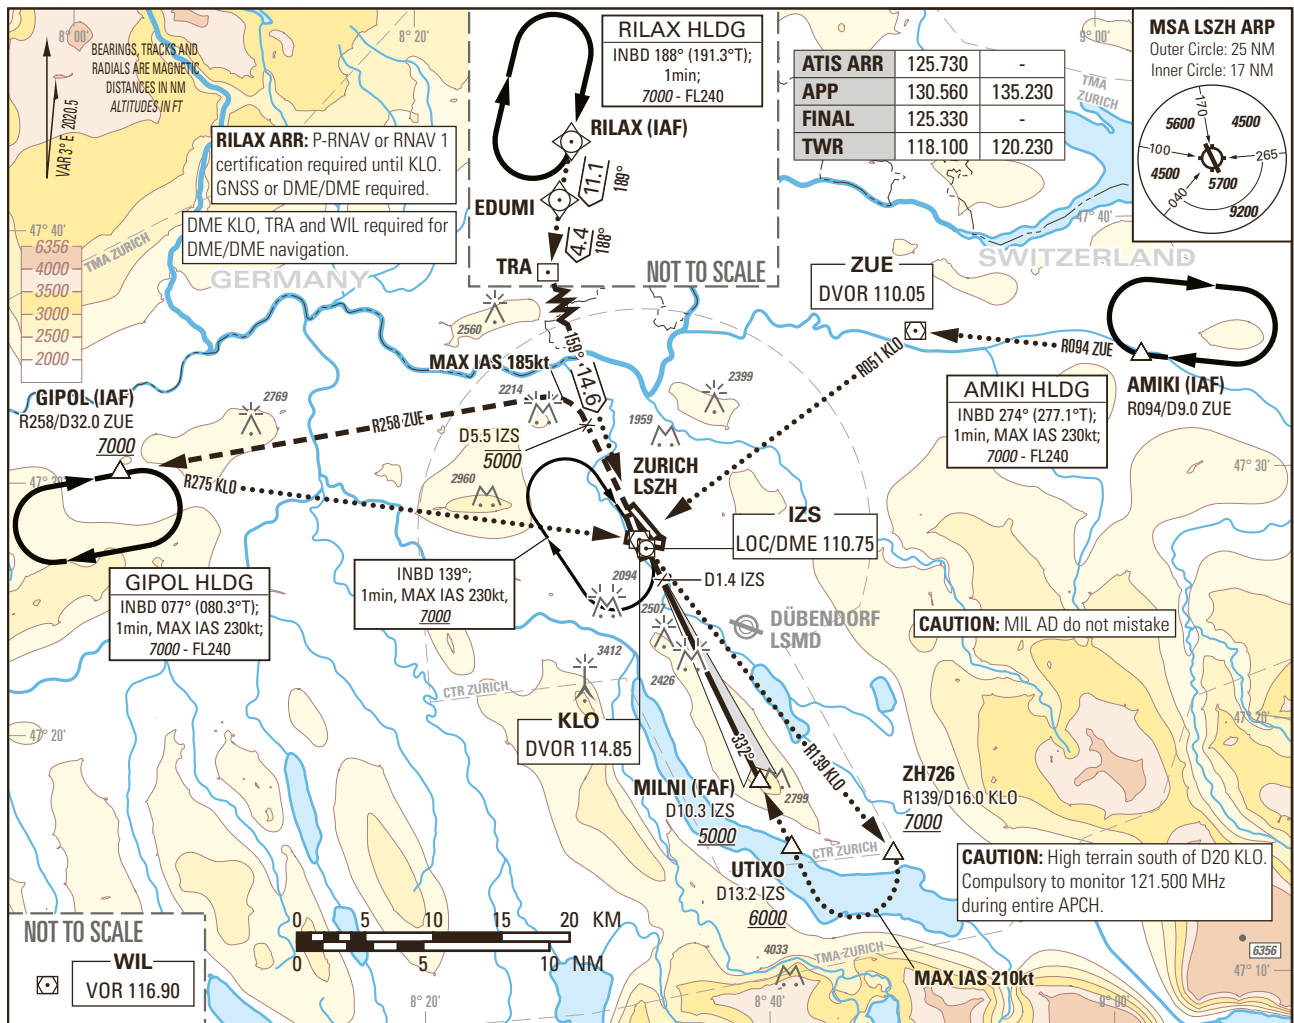 8° 00'
8° 20'
9° 00'
BEARINGS, TRACKS AND
RADIALS ARE MAGNETIC
DISTANCES IN NM
ALTITUDES IN FT
VAR 3° E 2020.5
RILAX HLDG
INBD 188° (191.3°T);
1min;
7000 - FL240
ATIS ARR 125.730 -
APP 130.560 135.230
FINAL 125.330 -
TWR 118.100 120.230
MSA LSZH ARP
Outer Circle: 25 NM
Inner Circle: 17 NM
170
5600
4500
100
265
4500
5700
040
9200
TMA
ZURICH
RILAX ARR: P-RNAV or RNAV 1
certification required until KLO.
GNSS or DME/DME required.
DME KLO, TRA and WIL required for
DME/DME navigation.
RILAX (IAF)
11.1
189°
EDUMI
4.4
188°
TRA
NOT TO SCALE
47° 40'
47° 40'
TMA ZURICH
6356
4000
3500
3000
2500
2000
GERMANY
SWITZERLAND
ZUE
DVOR 110.05
R094 ZUE
R051 KLO
AMIKI HLDG
INBD 274° (277.1°T);
1min, MAX IAS 230kt;
7000 - FL240
AMIKI (IAF)
R094/D9.0 ZUE
2560
159°
14.6
MAX IAS 185kt
2214
2399
1959
GIPOL (IAF)
R258/D32.0 ZUE
7000
2769
R258 ZUE
D5.5 IZS
5000
47° 30'
47° 30'
R275 KLO
2960
ZURICH
LSZH
IZS
LOC/DME 110.75
GIPOL HLDG
INBD 077° (080.3°T);
1min, MAX IAS 230kt;
7000 - FL240
INBD 139°;
1min, MAX IAS 230kt,
7000
2094
D1.4 IZS
2507
DÜBENDORF
LSMD
CAUTION: MIL AD do not mistake
3412
2426
CTR ZURICH
KLO
DVOR 114.85
47° 20'
47° 20'
332°
R139 KLO
MILNI (FAF)
D10.3 IZS
5000
2799
ZH726
R139/D16.0 KLO
7000
CTR ZURICH
UTIXO
D13.2 IZS
6000
CAUTION: High terrain south of D20 KLO.
Compulsory to monitor 121.500 MHz
during entire APCH.
NOT TO SCALE
WIL
VOR 116.90
0 5 10 15 20 KM
0 5 10 NM
4033
TMA ZURICH
MAX IAS 210kt
6356
47° 10'
8° 20'
8° 40'
9° 00'